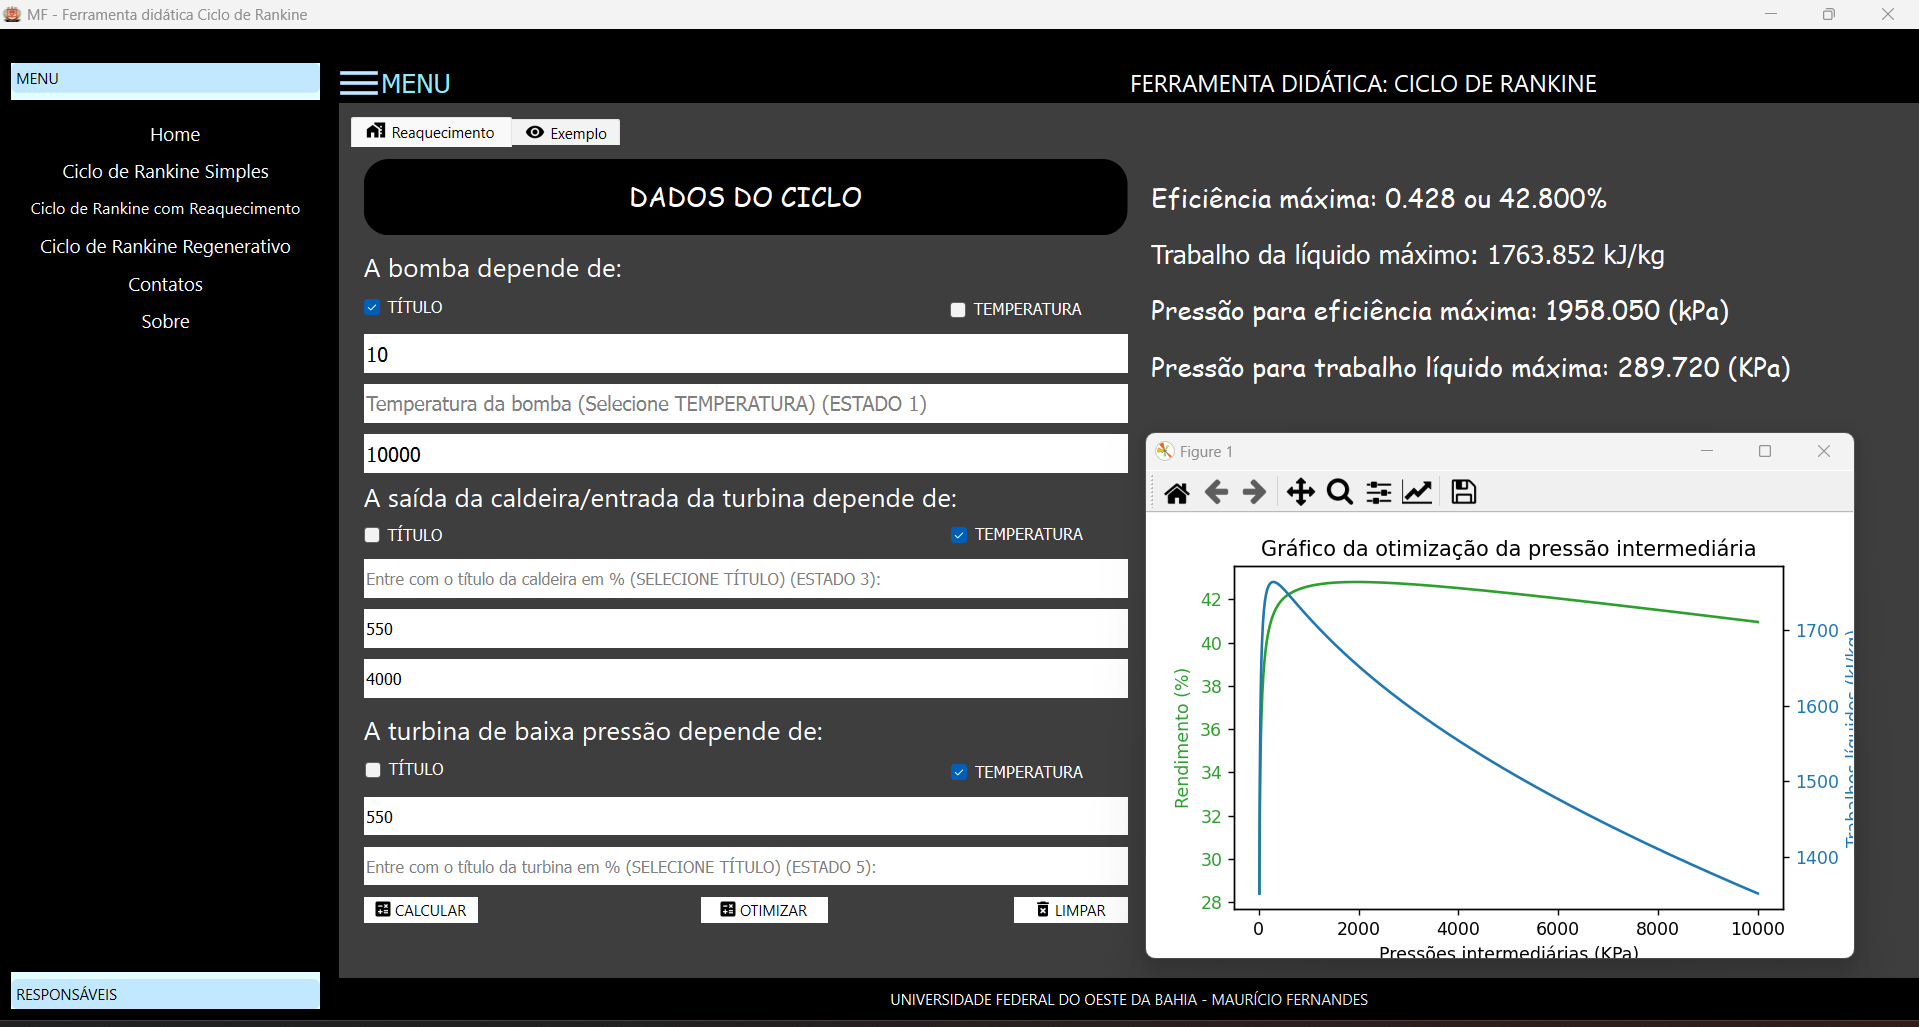 MF - Ferramenta didática Ciclo de Rankine
MENU
Home
Ciclo de Rankine Simples
Ciclo de Rankine com Reaquecimento
Ciclo de Rankine Regenerativo
Contatos
Sobre
RESPONSÁVEIS
MENU
FERRAMENTA DIDÁTICA: CICLO DE RANKINE
Reaquecimento
Exemplo
DADOS DO CICLO
A bomba depende de:
TÍTULO
TEMPERATURA
10
Temperatura da bomba (Selecione TEMPERATURA) (ESTADO 1)
10000
A saída da caldeira/entrada da turbina depende de:
TÍTULO
TEMPERATURA
Entre com o título da caldeira em % (SELECIONE TÍTULO) (ESTADO 3):
550
4000
A turbina de baixa pressão depende de:
TÍTULO
TEMPERATURA
550
Entre com o título da turbina em % (SELECIONE TÍTULO) (ESTADO 5):
CALCULAR
OTIMIZAR
LIMPAR
Eficiência máxima: 0.428 ou 42.800%
Trabalho da líquido máximo: 1763.852 kJ/kg
Pressão para eficiência máxima: 1958.050 (kPa)
Pressão para trabalho líquido máxima: 289.720 (KPa)
Figure 1
Gráfico da otimização da pressão intermediária
Rendimento (%)
42
40
38
36
34
32
30
28
1700
1600
1500
1400
Trabalhos líquidos (kJ/kg)
0
2000
4000
6000
8000
10000
Pressões intermediárias (KPa)
UNIVERSIDADE FEDERAL DO OESTE DA BAHIA - MAURÍCIO FERNANDES